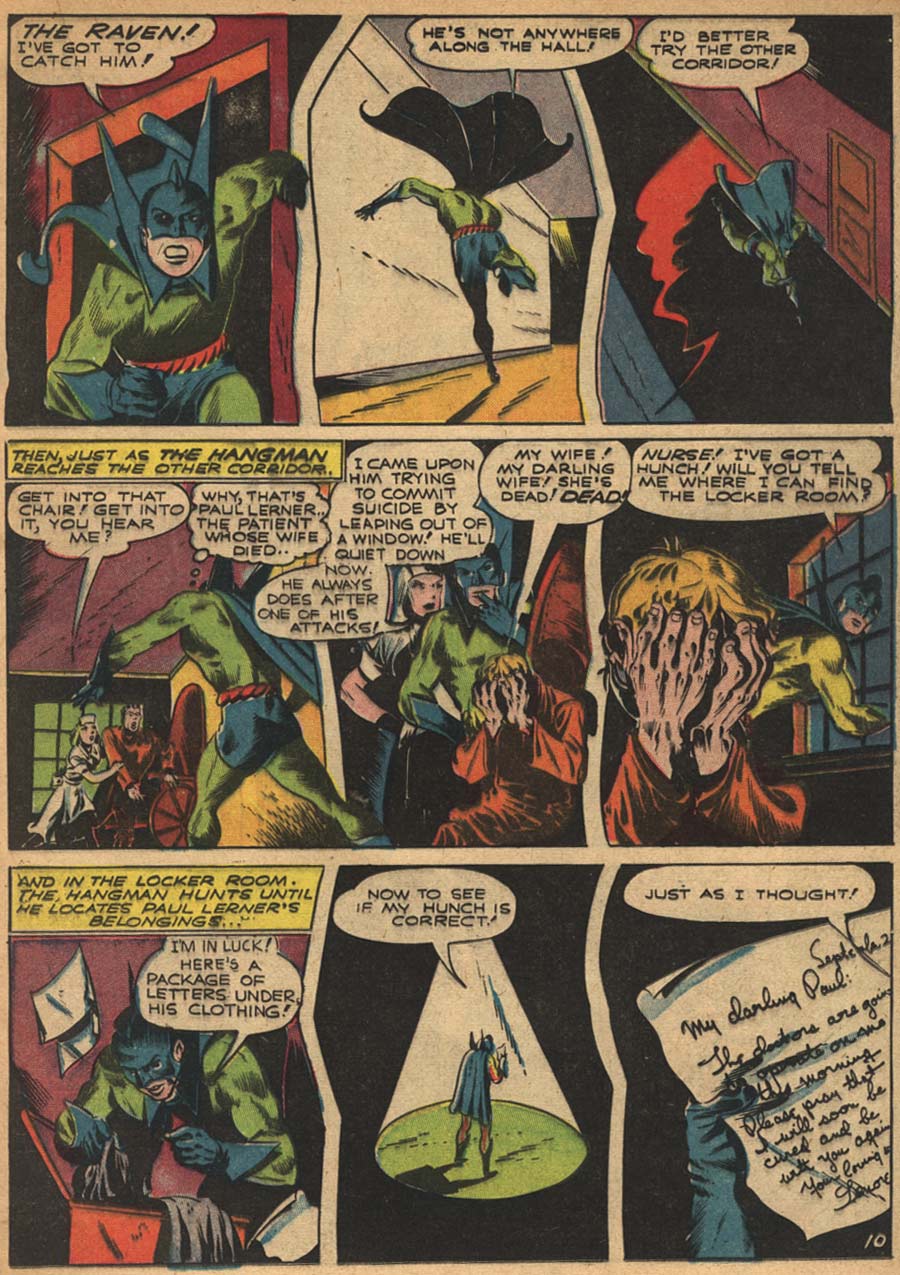 THE RAVEN!
I'VE GOT TO
CATCH HIM!
HE'S NOT ANYWHERE
ALONG THE HALL!
I'D BETTER
TRY THE OTHER
CORRIDOR!
THEN, JUST AS THE HANGMAN
REACHES THE OTHER CORRIDOR.
GET INTO THAT
CHAIR! GET INTO
IT, YOU HEAR
ME?
WHY, THAT'S
PAUL LERNER..
THE PATIENT
WHOSE WIFE
DIED..
I CAME UPON
HIM TRYING
TO COMMIT
SUICIDE BY
LEAPING OUT OF
A WINDOW! HE'LL
QUIET DOWN
NOW.
HE ALWAYS
DOES AFTER
ONE OF HIS
ATTACKS!
MY WIFE!
MY DARLING
WIFE! SHE'S
DEAD! DEAD!
NURSE! I'VE GOT A
HUNCH! WILL YOU TELL
ME WHERE I CAN FIND
THE LOCKER ROOM?
AND IN THE LOCKER ROOM.
THE HANGMAN HUNTS UNTIL
HE LOCATES PAUL LERNER'S
BELONGINGS...
I'M IN LUCK!
HERE'S A
PACKAGE OF
LETTERS UNDER
HIS CLOTHING!
NOW TO SEE
IF MY HUNCH IS
CORRECT!
JUST AS I THOUGHT!
My darling Paul:
The doctors are going
to operate on me
this morning
Please pray that
I will soon be
cured and be
with you again
Your loving
Lenore
10